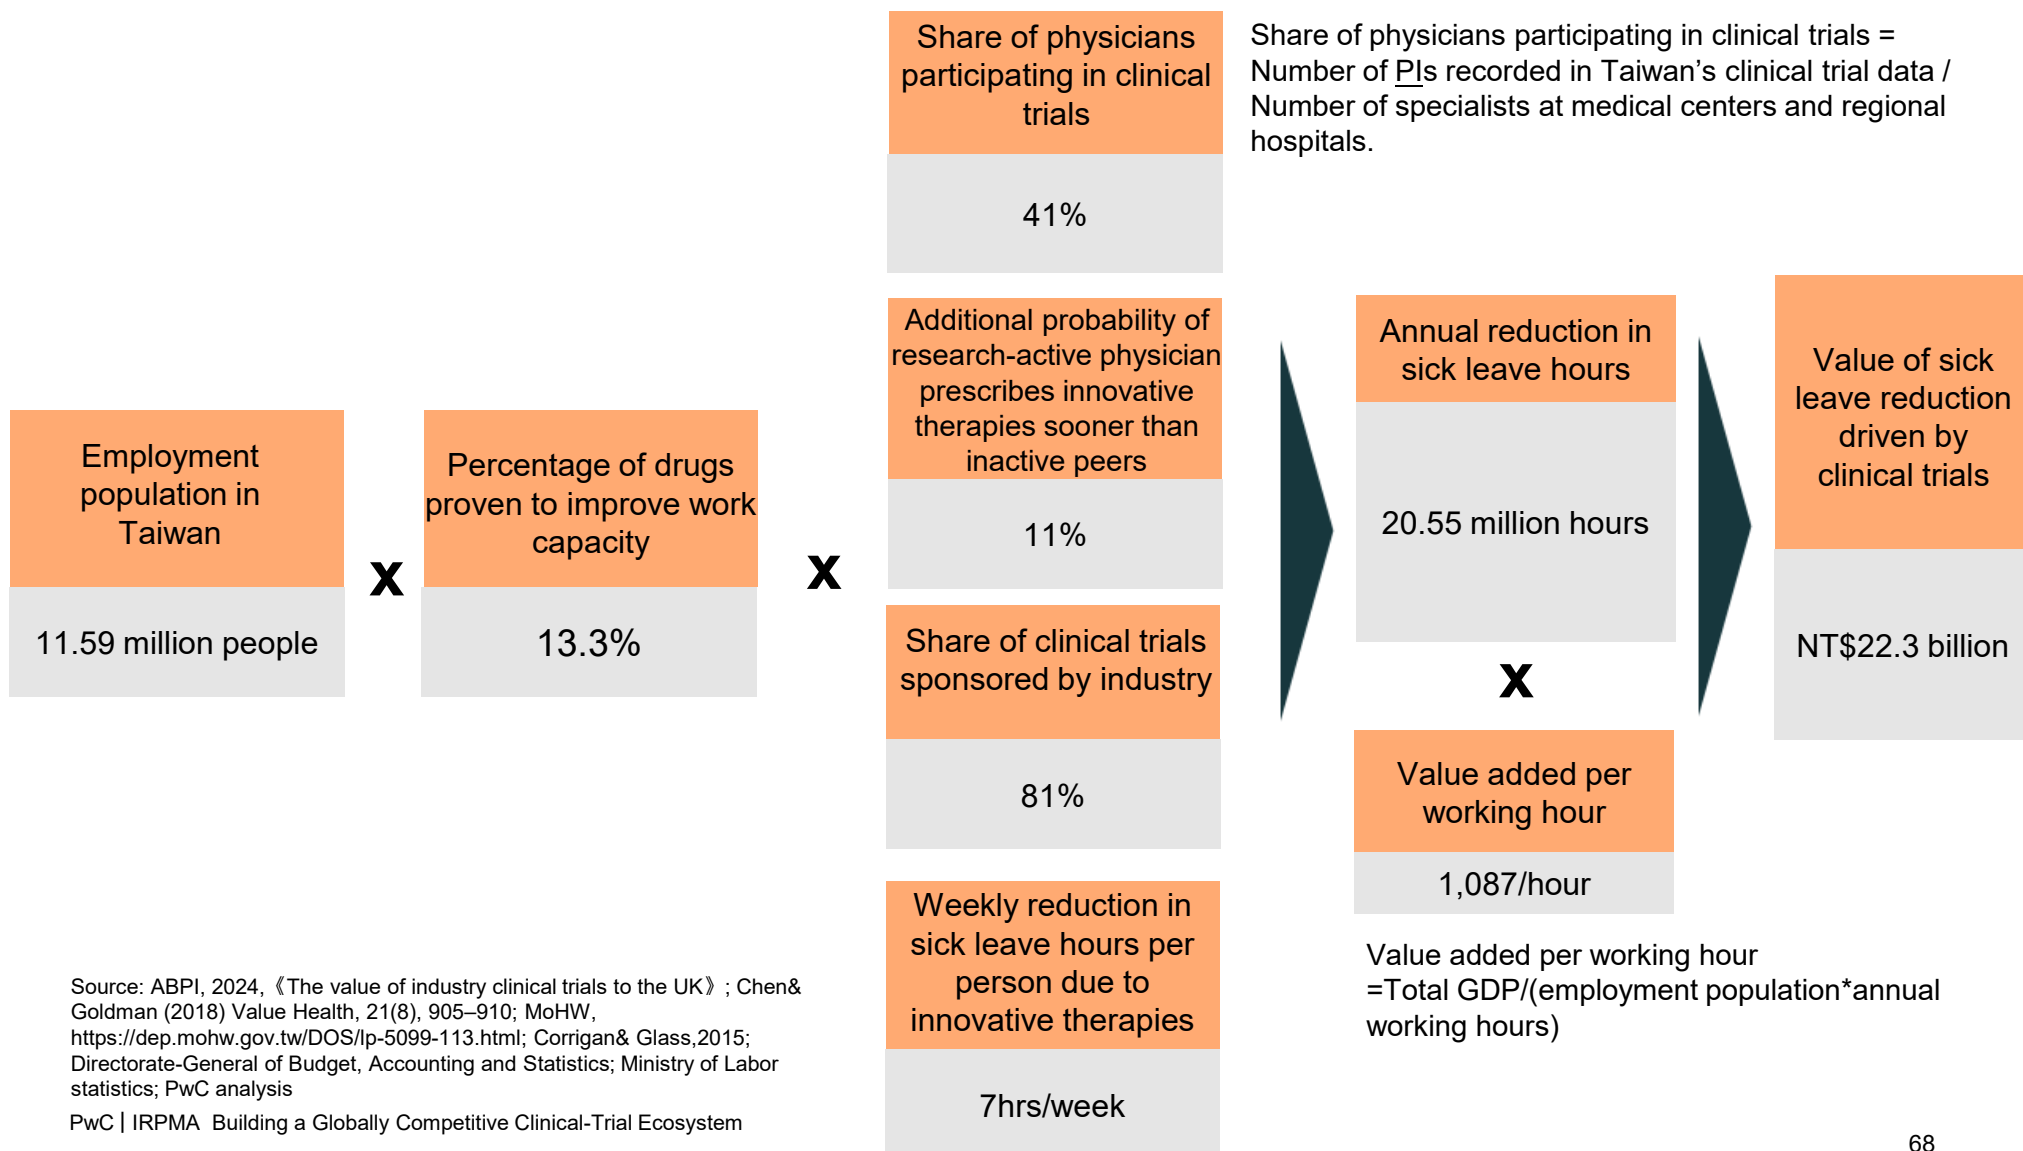 Share of physicians
participating in clinical
trials
41%
Share of physicians participating in clinical trials =
Number of PIs recorded in Taiwan's clinical trial data /
Number of specialists at medical centers and regional
hospitals.
Employment
population in
Taiwan
11.59 million people
x
Percentage of drugs
proven to improve work
capacity
13.3%
x
Additional probability of
research-active physician
prescribes innovative
therapies sooner than
inactive peers
11%
Share of clinical trials
sponsored by industry
81%
Weekly reduction in
sick leave hours per
person due to
innovative therapies
7hrs/week
Annual reduction in
sick leave hours
20.55 million hours
x
Value added per
working hour
1,087/hour
Value added per working hour
=Total GDP/(employment population*annual
working hours)
Value of sick
leave reduction
driven by
clinical trials
NT$22.3 billion
Source: ABPI, 2024,《The value of industry clinical trials to the UK》; Chen&
Goldman (2018) Value Health, 21(8), 905–910; MoHW,
https://dep.mohw.gov.tw/DOS/lp-5099-113.html; Corrigan& Glass,2015;
Directorate-General of Budget, Accounting and Statistics; Ministry of Labor
statistics; PwC analysis
PwC | IRPMA Building a Globally Competitive Clinical-Trial Ecosystem
68